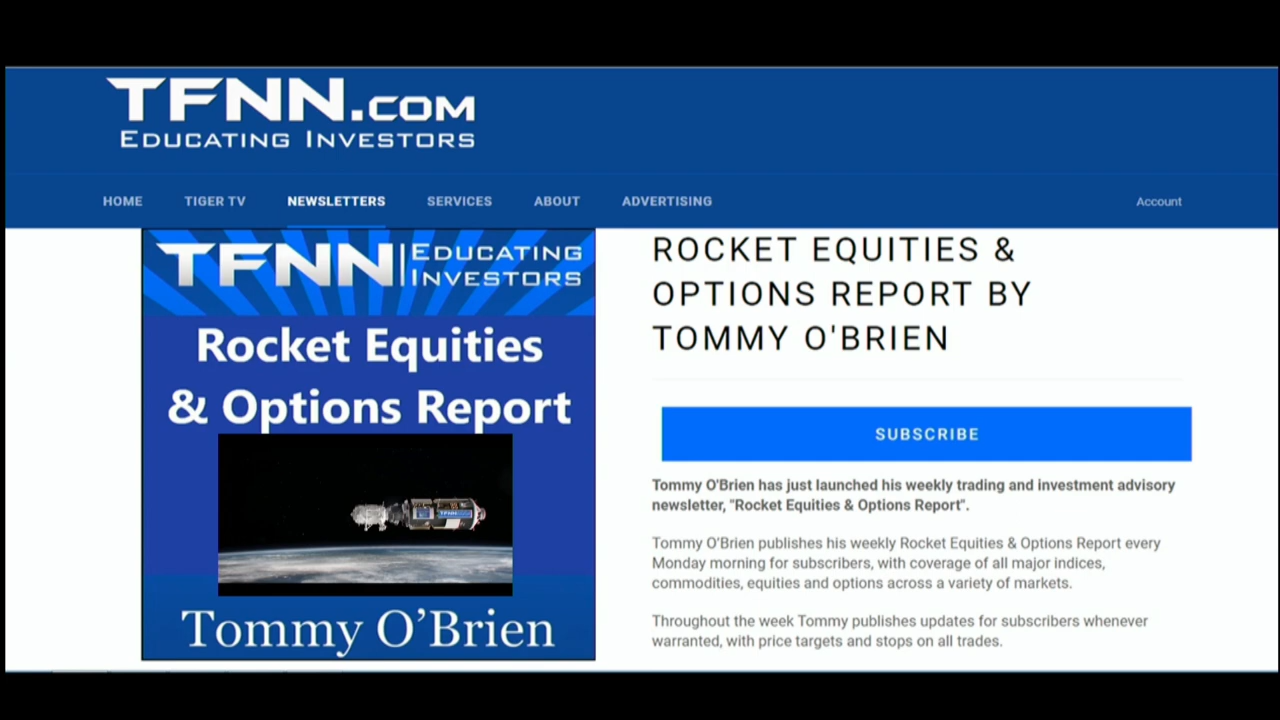 TFNN.COM
EDUCATING INVESTORS
HOME TIGER TV NEWSLETTERS SERVICES ABOUT ADVERTISING Account
TFNN EDUCATING
INVESTORS
Rocket Equities
& Options Report
TFNN
Tommy O’Brien
ROCKET EQUITIES &
OPTIONS REPORT BY
TOMMY O'BRIEN
SUBSCRIBE
Tommy O'Brien has just launched his weekly trading and investment advisory
newsletter, "Rocket Equities & Options Report".
Tommy O’Brien publishes his weekly Rocket Equities & Options Report every
Monday morning for subscribers, with coverage of all major indices,
commodities, equities and options across a variety of markets.
Throughout the week Tommy publishes updates for subscribers whenever
warranted, with price targets and stops on all trades.